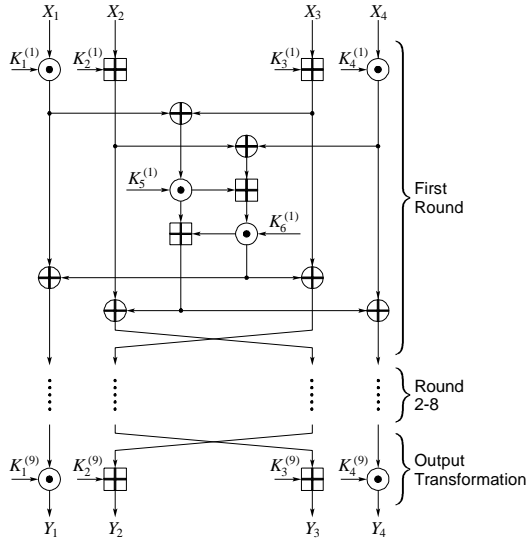 X₁ X₂ X₃ X₄
K₁⁽¹⁾ K₂⁽¹⁾ K₃⁽¹⁾ K₄⁽¹⁾
K₅⁽¹⁾
K₆⁽¹⁾
First
Round
Round
2-8
K₁⁽⁹⁾ K₂⁽⁹⁾ K₃⁽⁹⁾ K₄⁽⁹⁾
Output
Transformation
Y₁ Y₂ Y₃ Y₄